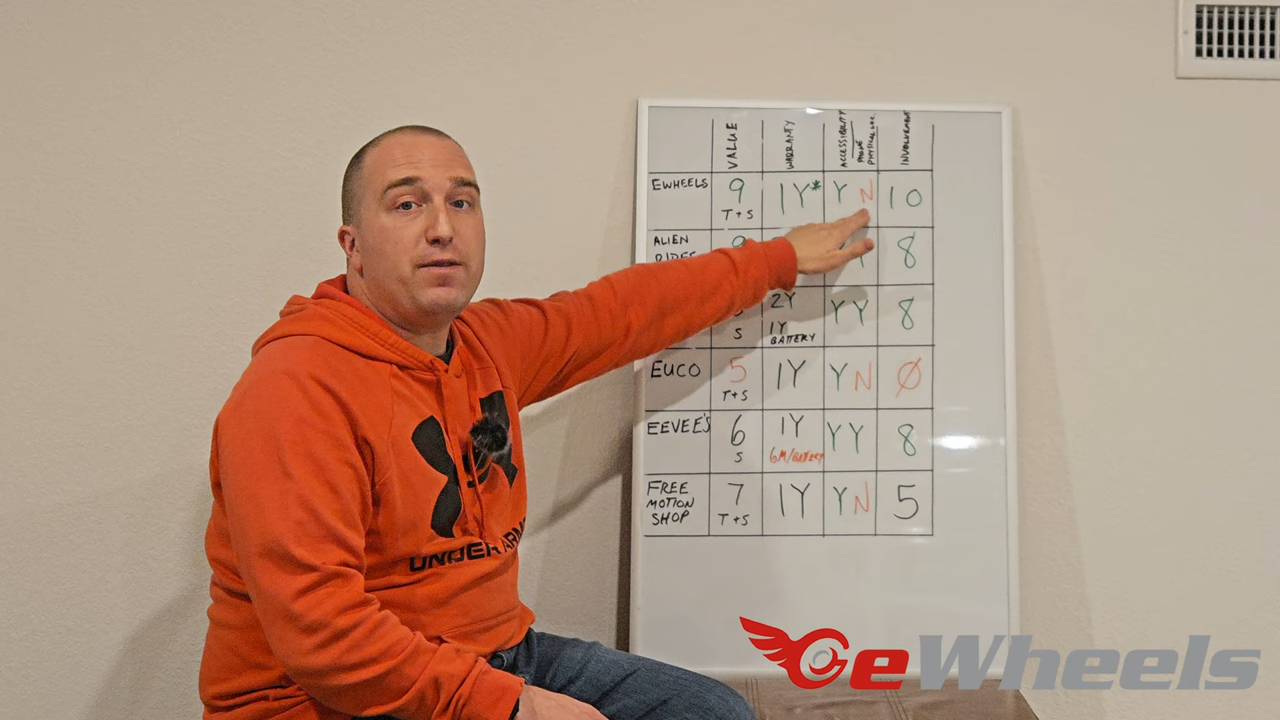 VALUE
WARRANTY
ACCESSIBILITY
PHONE
PHYSICAL LOC.
INVOLVEMENT
EWHEELS 9 1Y* Y N 10
T+S
ALIEN 8
RIDES
2Y Y Y 8
S 1Y
BATTERY
EUCO 5 1Y Y N Ø
T+S
EEVEE'S 6 1Y Y Y 8
S 6M/BATTERY
FREE 7 1Y Y N 5
MOTION
SHOP T+S
UNDER ARM
eWheels